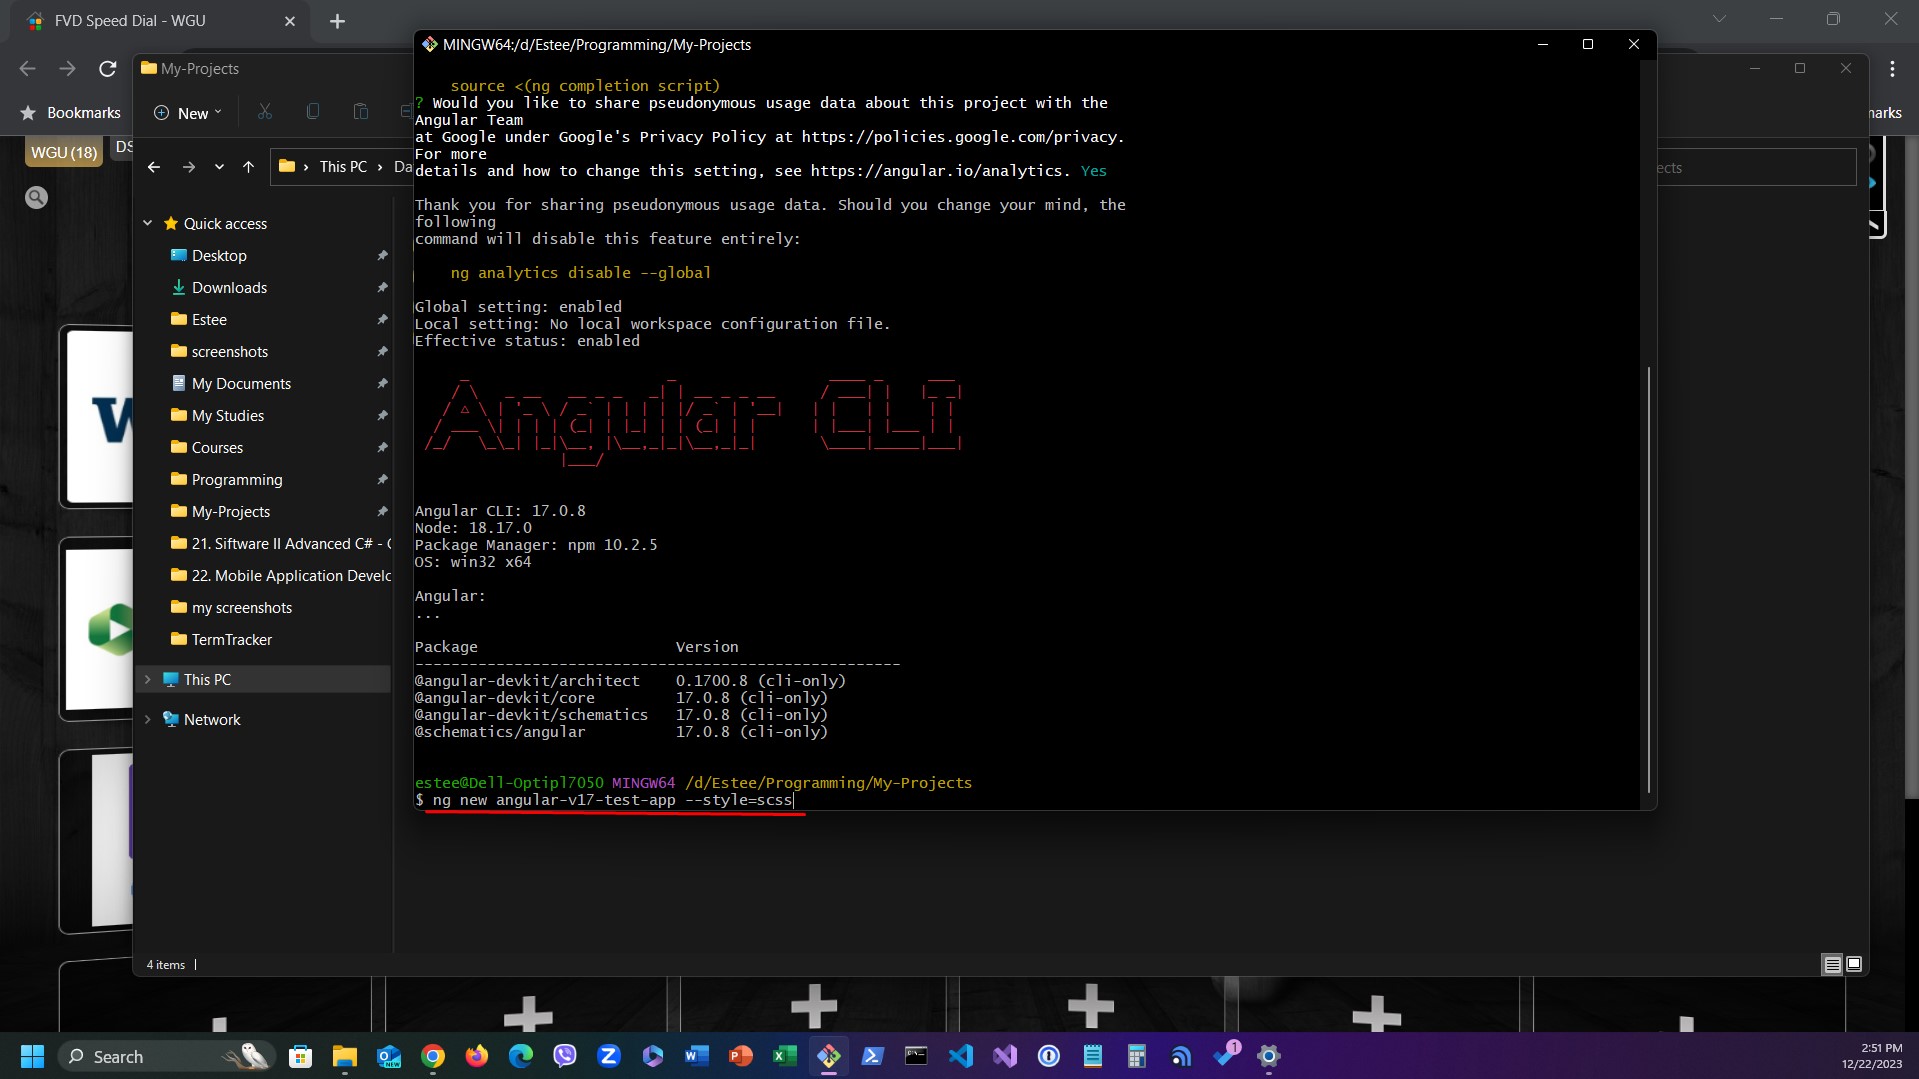 FVD Speed Dial - WGU
Bookmarks
WGU (18)
DS
My-Projects
New
This PC
Da
ects
marks
Quick access
Desktop
Downloads
Estee
screenshots
My Documents
My Studies
Courses
Programming
My-Projects
21. Siftware II Advanced C# - C
22. Mobile Application Develo
my screenshots
TermTracker
This PC
Network
4 items
MINGW64:/d/Estee/Programming/My-Projects
source <(ng completion script)
? Would you like to share pseudonymous usage data about this project with the
Angular Team
at Google under Google's Privacy Policy at https://policies.google.com/privacy.
For more
details and how to change this setting, see https://angular.io/analytics. Yes
Thank you for sharing pseudonymous usage data. Should you change your mind, the
following
command will disable this feature entirely:
ng analytics disable --global
Global setting: enabled
Local setting: No local workspace configuration file.
Effective status: enabled
Angular CLI
Angular CLI: 17.0.8
Node: 18.17.0
Package Manager: npm 10.2.5
OS: win32 x64
Angular:
...
Package Version
------------------------------------------------------
@angular-devkit/architect 0.1700.8 (cli-only)
@angular-devkit/core 17.0.8 (cli-only)
@angular-devkit/schematics 17.0.8 (cli-only)
@schematics/angular 17.0.8 (cli-only)
estee@Dell-Optipl7050 MINGW64 /d/Estee/Programming/My-Projects
$ ng new angular-v17-test-app --style=scss
Search
NEW
1
2:51 PM
12/22/2023